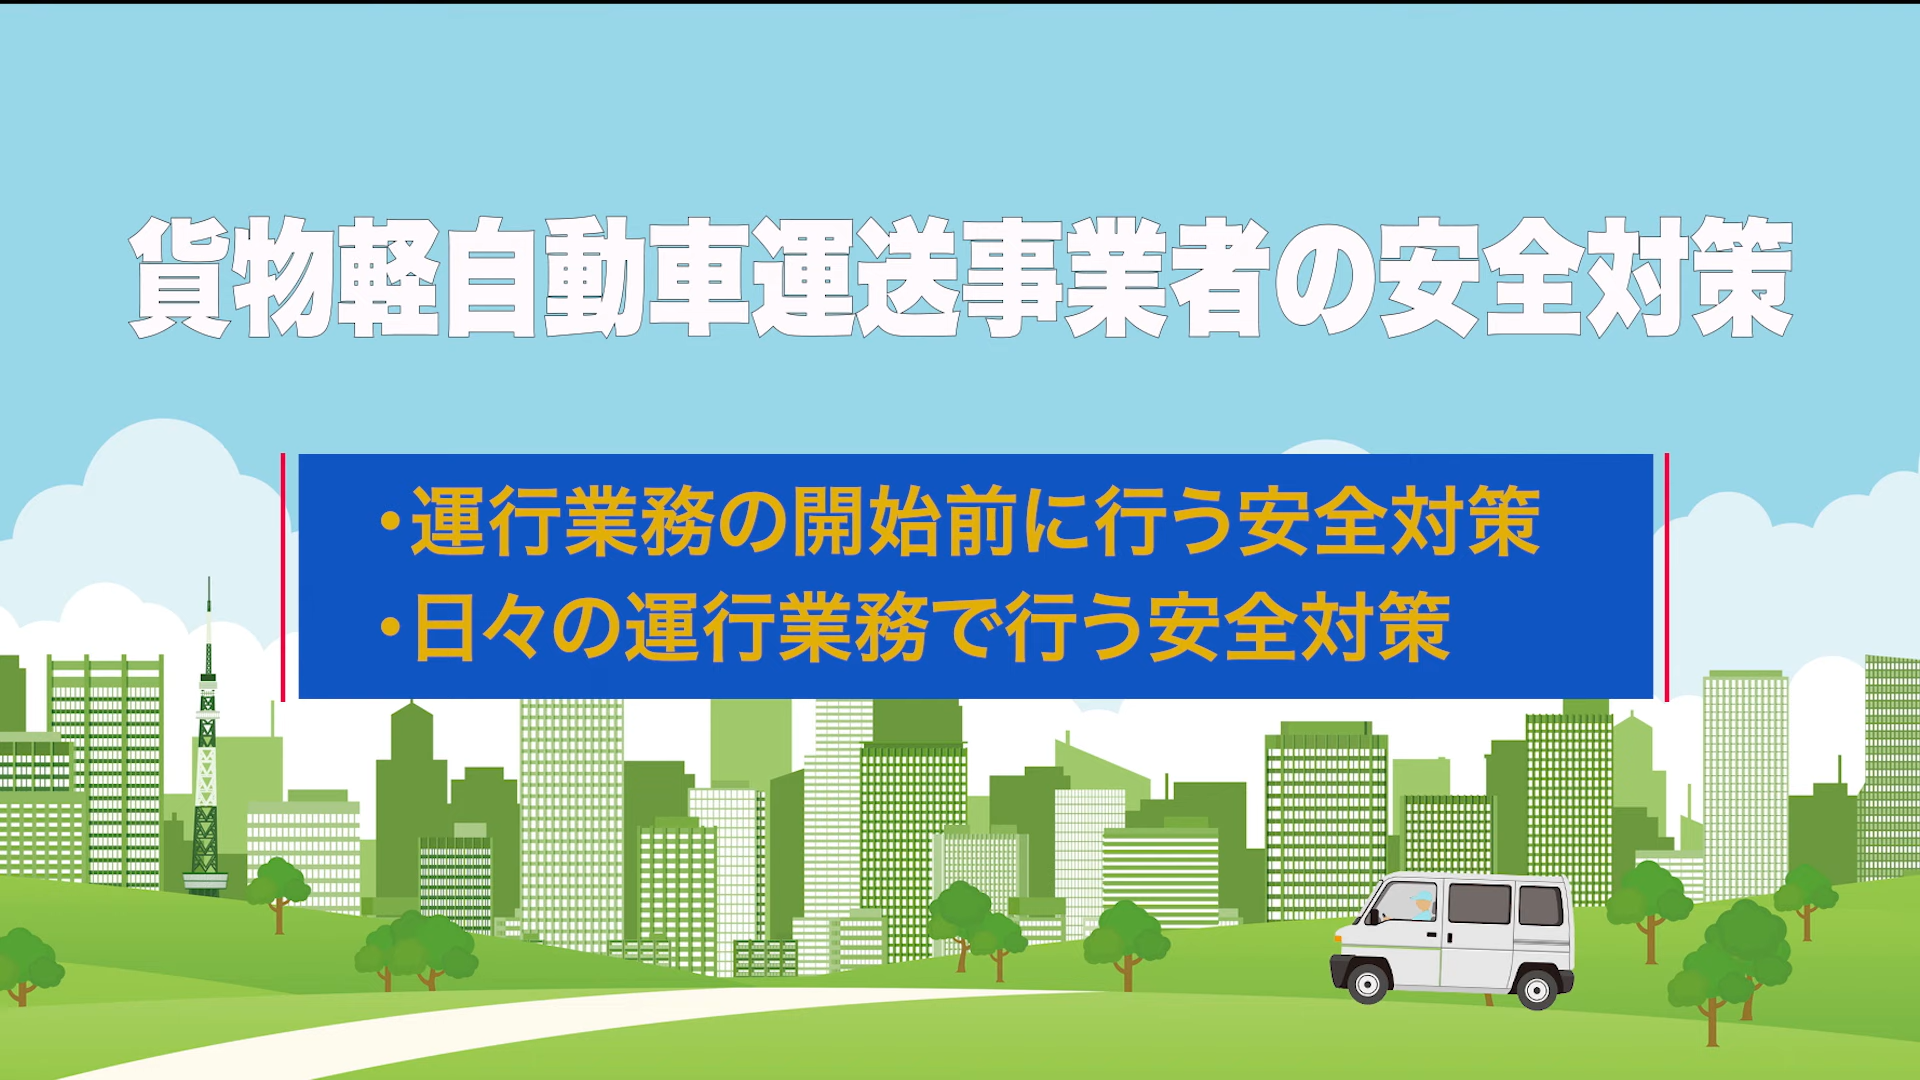 貨物軽自動車運送事業者の安全対策
・運行業務の開始前に行う安全対策
・日々の運行業務で行う安全対策